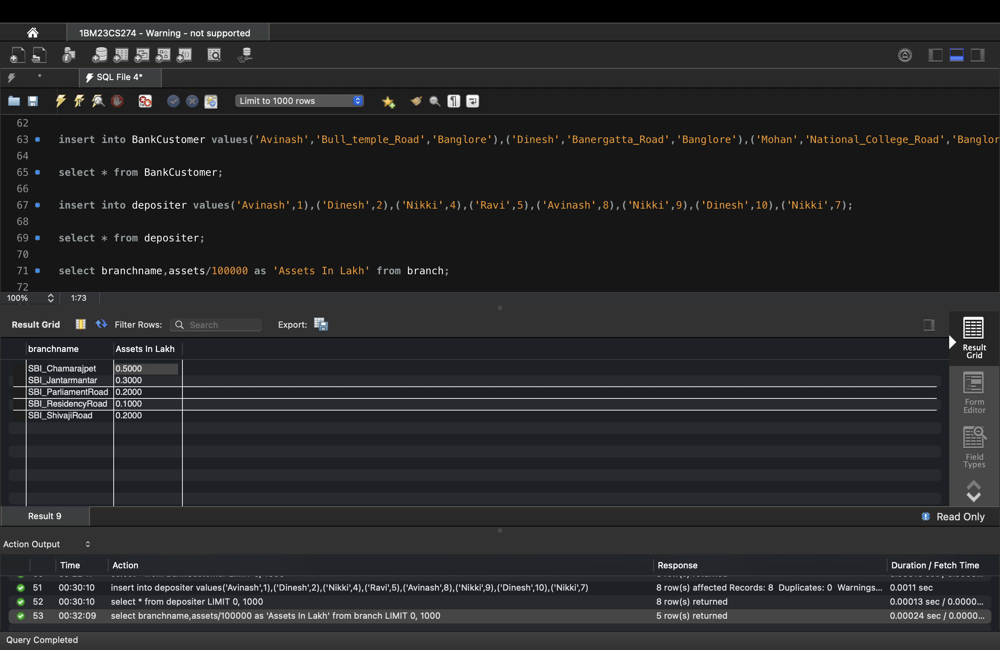 1BM23CS274 - Warning - not supported
* SQL File 4*
Limit to 1000 rows
62
63 insert into BankCustomer values('Avinash','Bull_temple_Road','Banglore'),('Dinesh','Banergatta_Road','Banglore'),('Mohan','National_College_Road','Banglor
64
65 select * from BankCustomer;
66
67 insert into depositer values('Avinash',1),('Dinesh',2),('Nikki',4),('Ravi',5),('Avinash',8),('Nikki',9),('Dinesh',10),('Nikki',7);
68
69 select * from depositer;
70
71 select branchname,assets/100000 as 'Assets In Lakh' from branch;
72
100% 1:73
Result Grid Filter Rows: Search Export:
branchname Assets In Lakh
SBI_Chamarajpet 0.5000
SBI_Jantarmantar 0.3000
SBI_ParliamentRoad 0.2000
SBI_ResidencyRoad 0.1000
SBI_ShivajiRoad 0.2000
Result
Grid
Form
Editor
Field
Types
Result 9 Read Only
Action Output
Time Action Response Duration / Fetch Time
51 00:30:10 insert into depositer values('Avinash',1),('Dinesh',2),('Nikki',4),('Ravi',5),('Avinash',8),('Nikki',9),('Dinesh',10),('Nikki',7) 8 row(s) affected Records: 8 Duplicates: 0 Warnings... 0.0011 sec
52 00:30:10 select * from depositer LIMIT 0, 1000 8 row(s) returned 0.00013 sec / 0.0000...
53 00:32:09 select branchname,assets/100000 as 'Assets In Lakh' from branch LIMIT 0, 1000 5 row(s) returned 0.00024 sec / 0.0000...
Query Completed